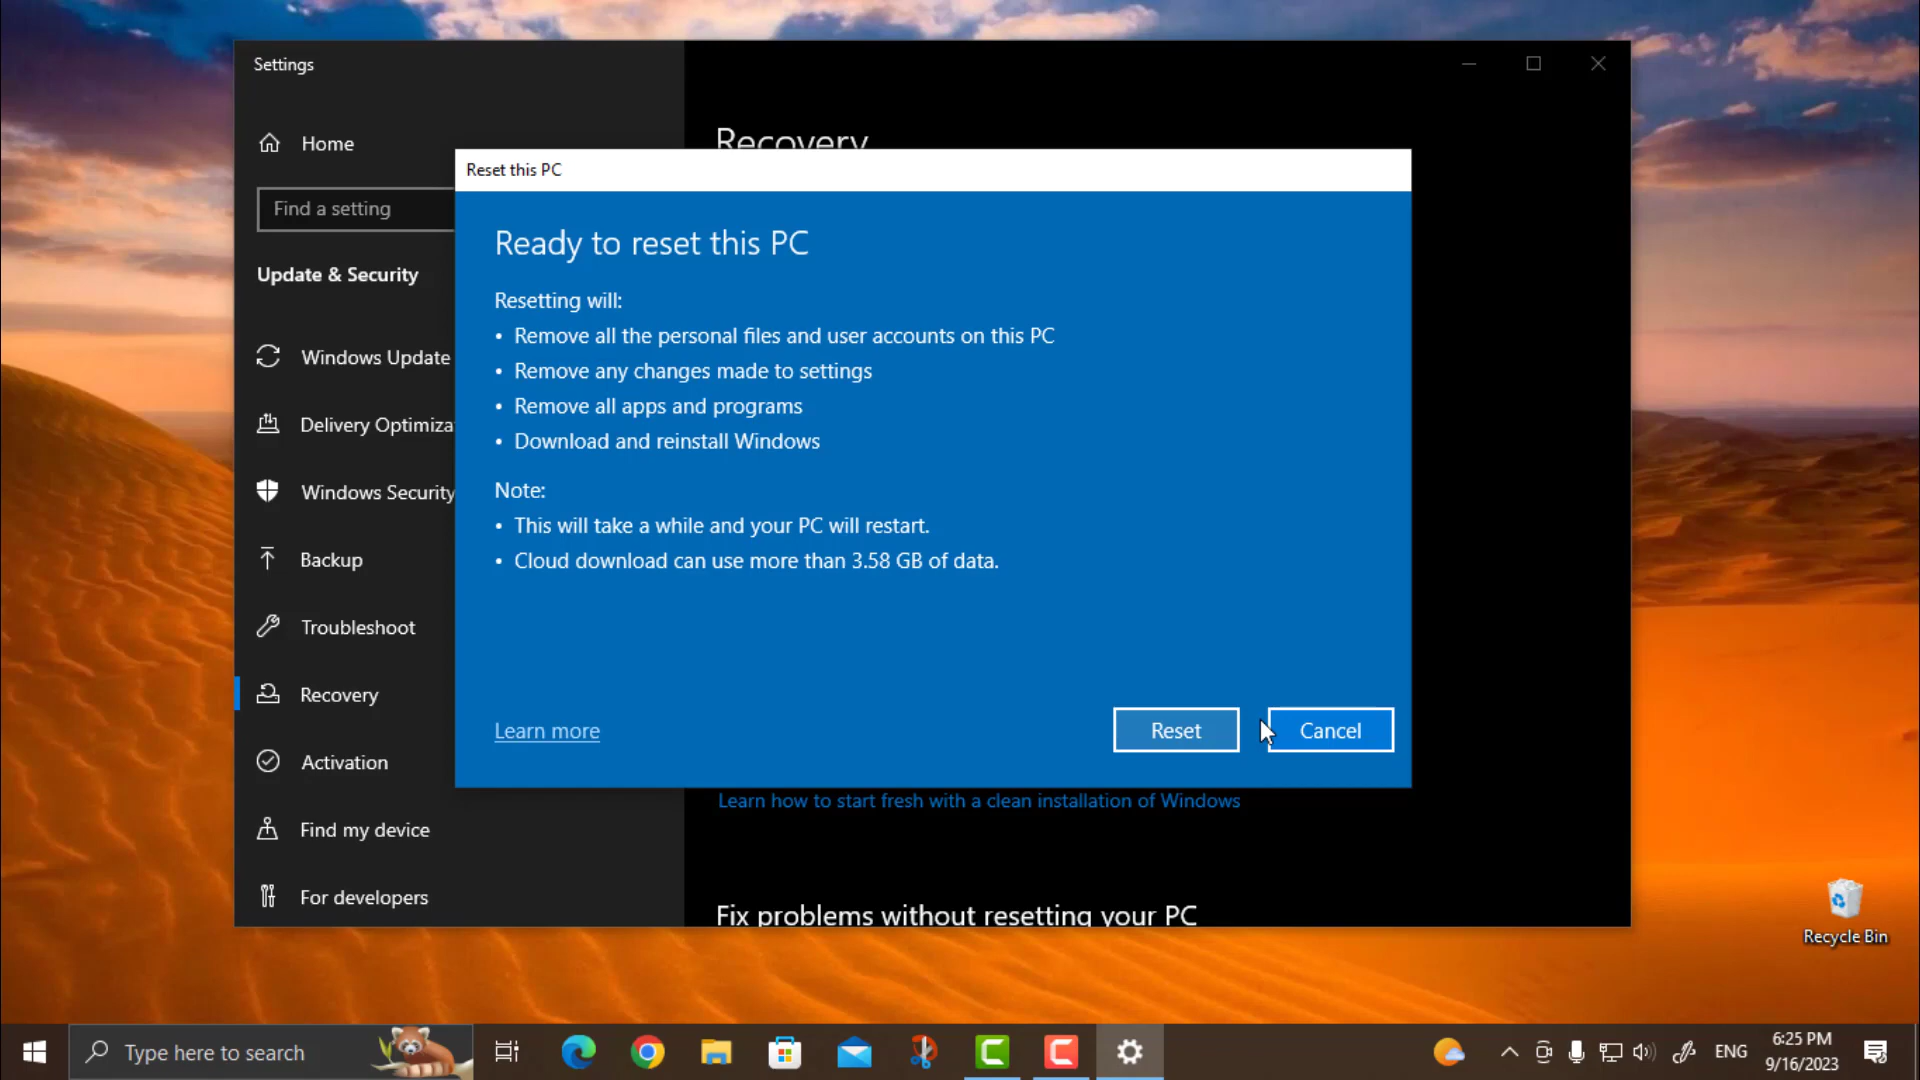 Settings
Home
Find a setting
Update & Security
Windows Update
Delivery Optimiza
Windows Security
Backup
Troubleshoot
Recovery
Activation
Find my device
For developers
Recovery
Reset this PC
Ready to reset this PC
Resetting will:
• Remove all the personal files and user accounts on this PC
• Remove any changes made to settings
• Remove all apps and programs
• Download and reinstall Windows
Note:
• This will take a while and your PC will restart.
• Cloud download can use more than 3.58 GB of data.
Learn more
Reset
Cancel
Learn how to start fresh with a clean installation of Windows
Fix problems without resetting your PC
Recycle Bin
Type here to search
ENG
6:25 PM
9/16/2023